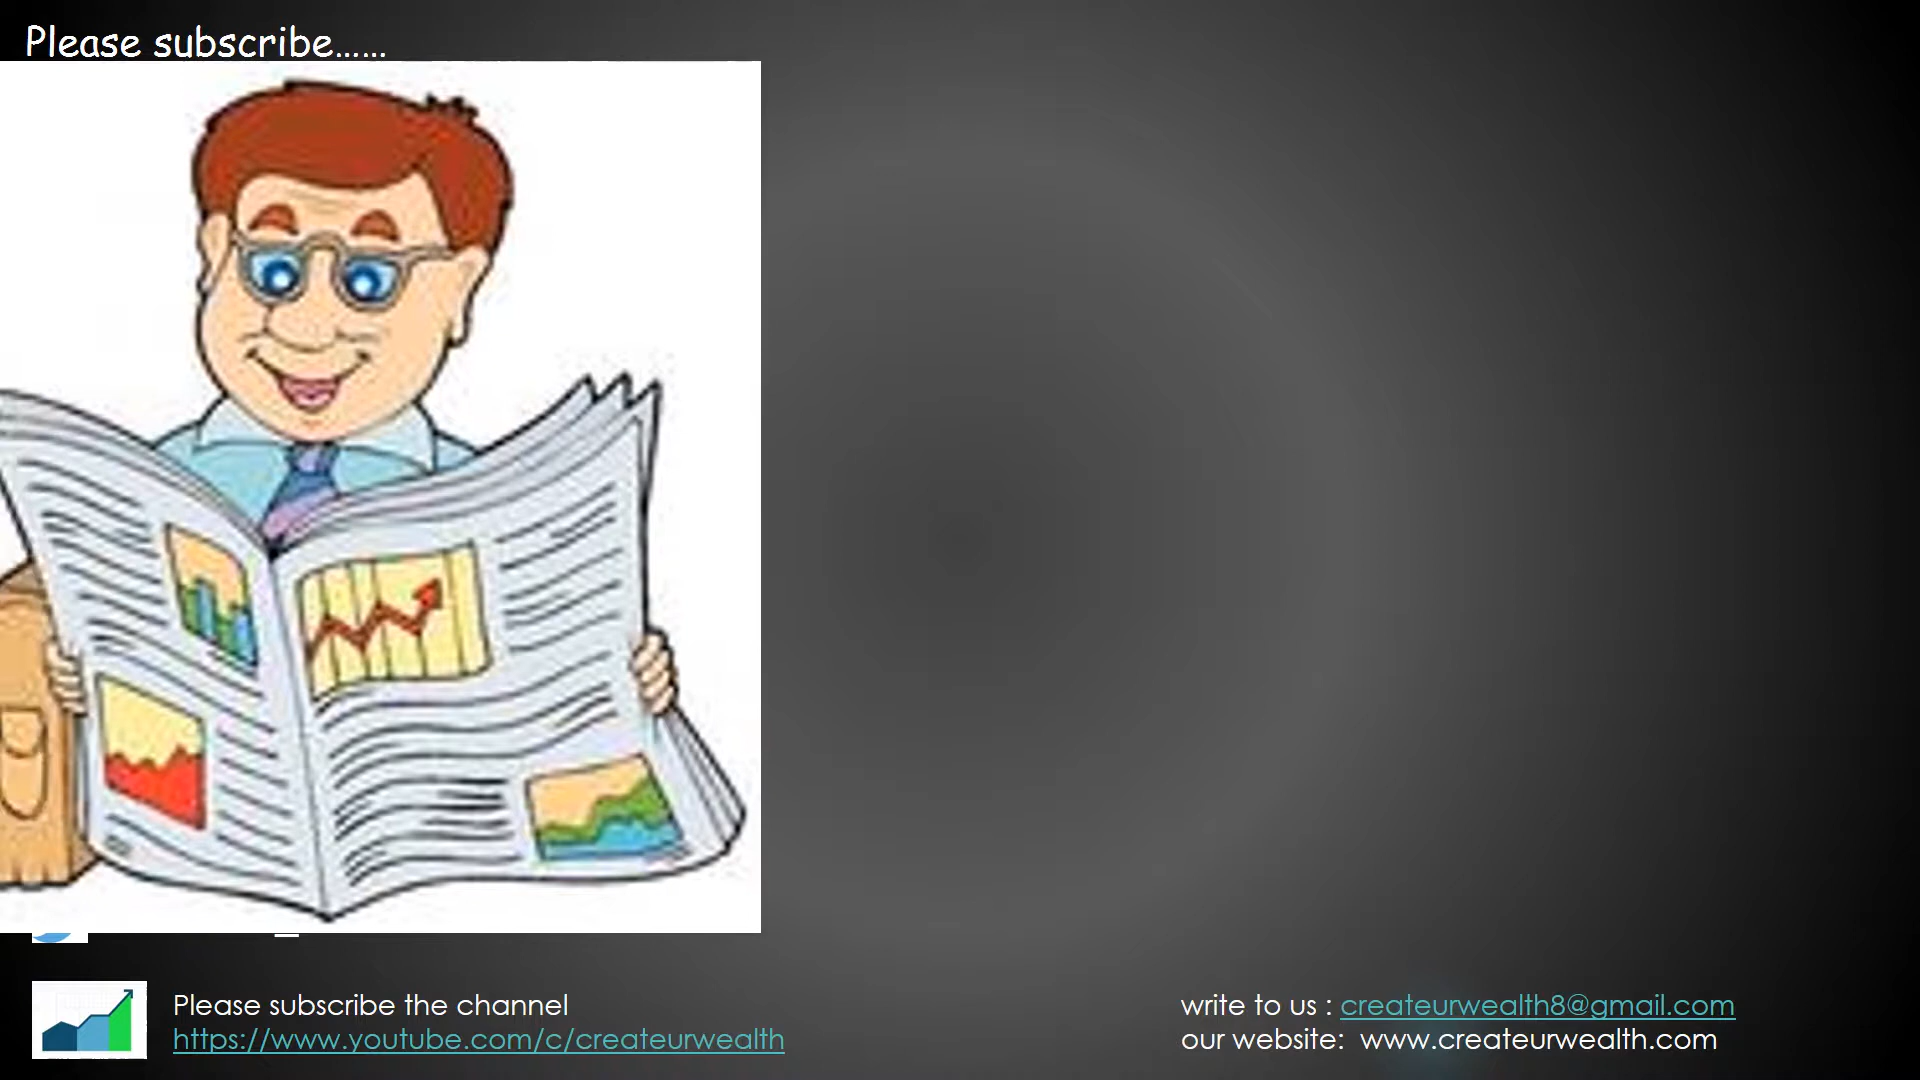 Please subscribe......
Please subscribe the channel
https://www.youtube.com/c/createurwealth
write to us : createurwealth8@gmail.com
our website:  www.createurwealth.com